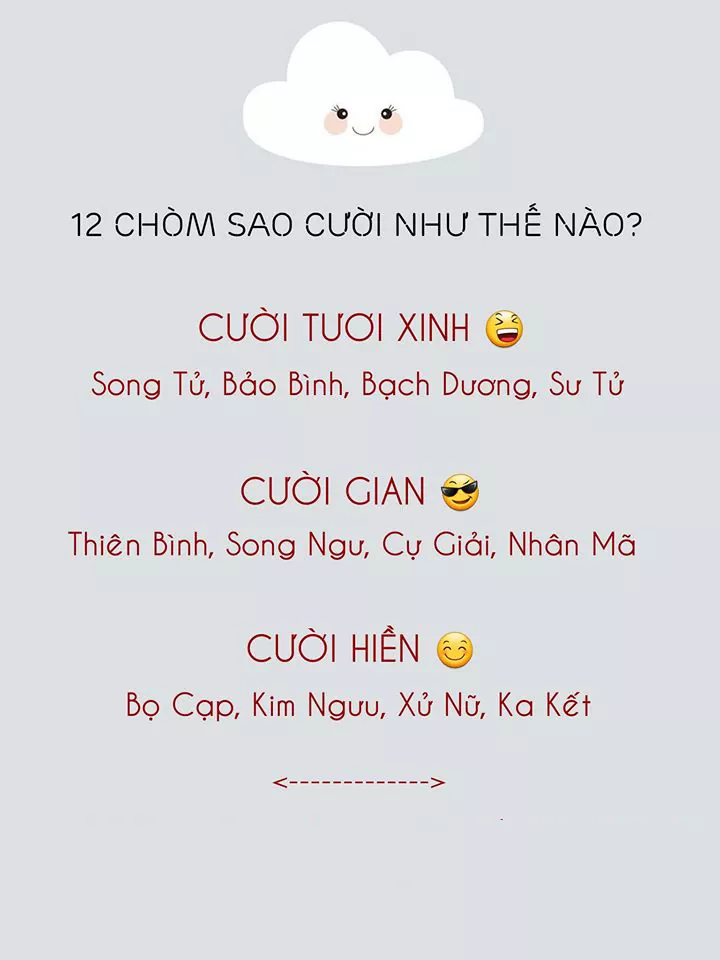 12 CHÒM SAO CƯỜI NHƯ THẾ NÀO?
CƯỜI TƯƠI XINH 😆
Song Tử, Bảo Bình, Bạch Dương, Sư Tử
CƯỜI GIAN 😎
Thiên Bình, Song Ngư, Cự Giải, Nhân Mã
CƯỜI HIỀN 😊
Bọ Cạp, Kim Ngưu, Xử Nữ, Ka Kết
<------------->